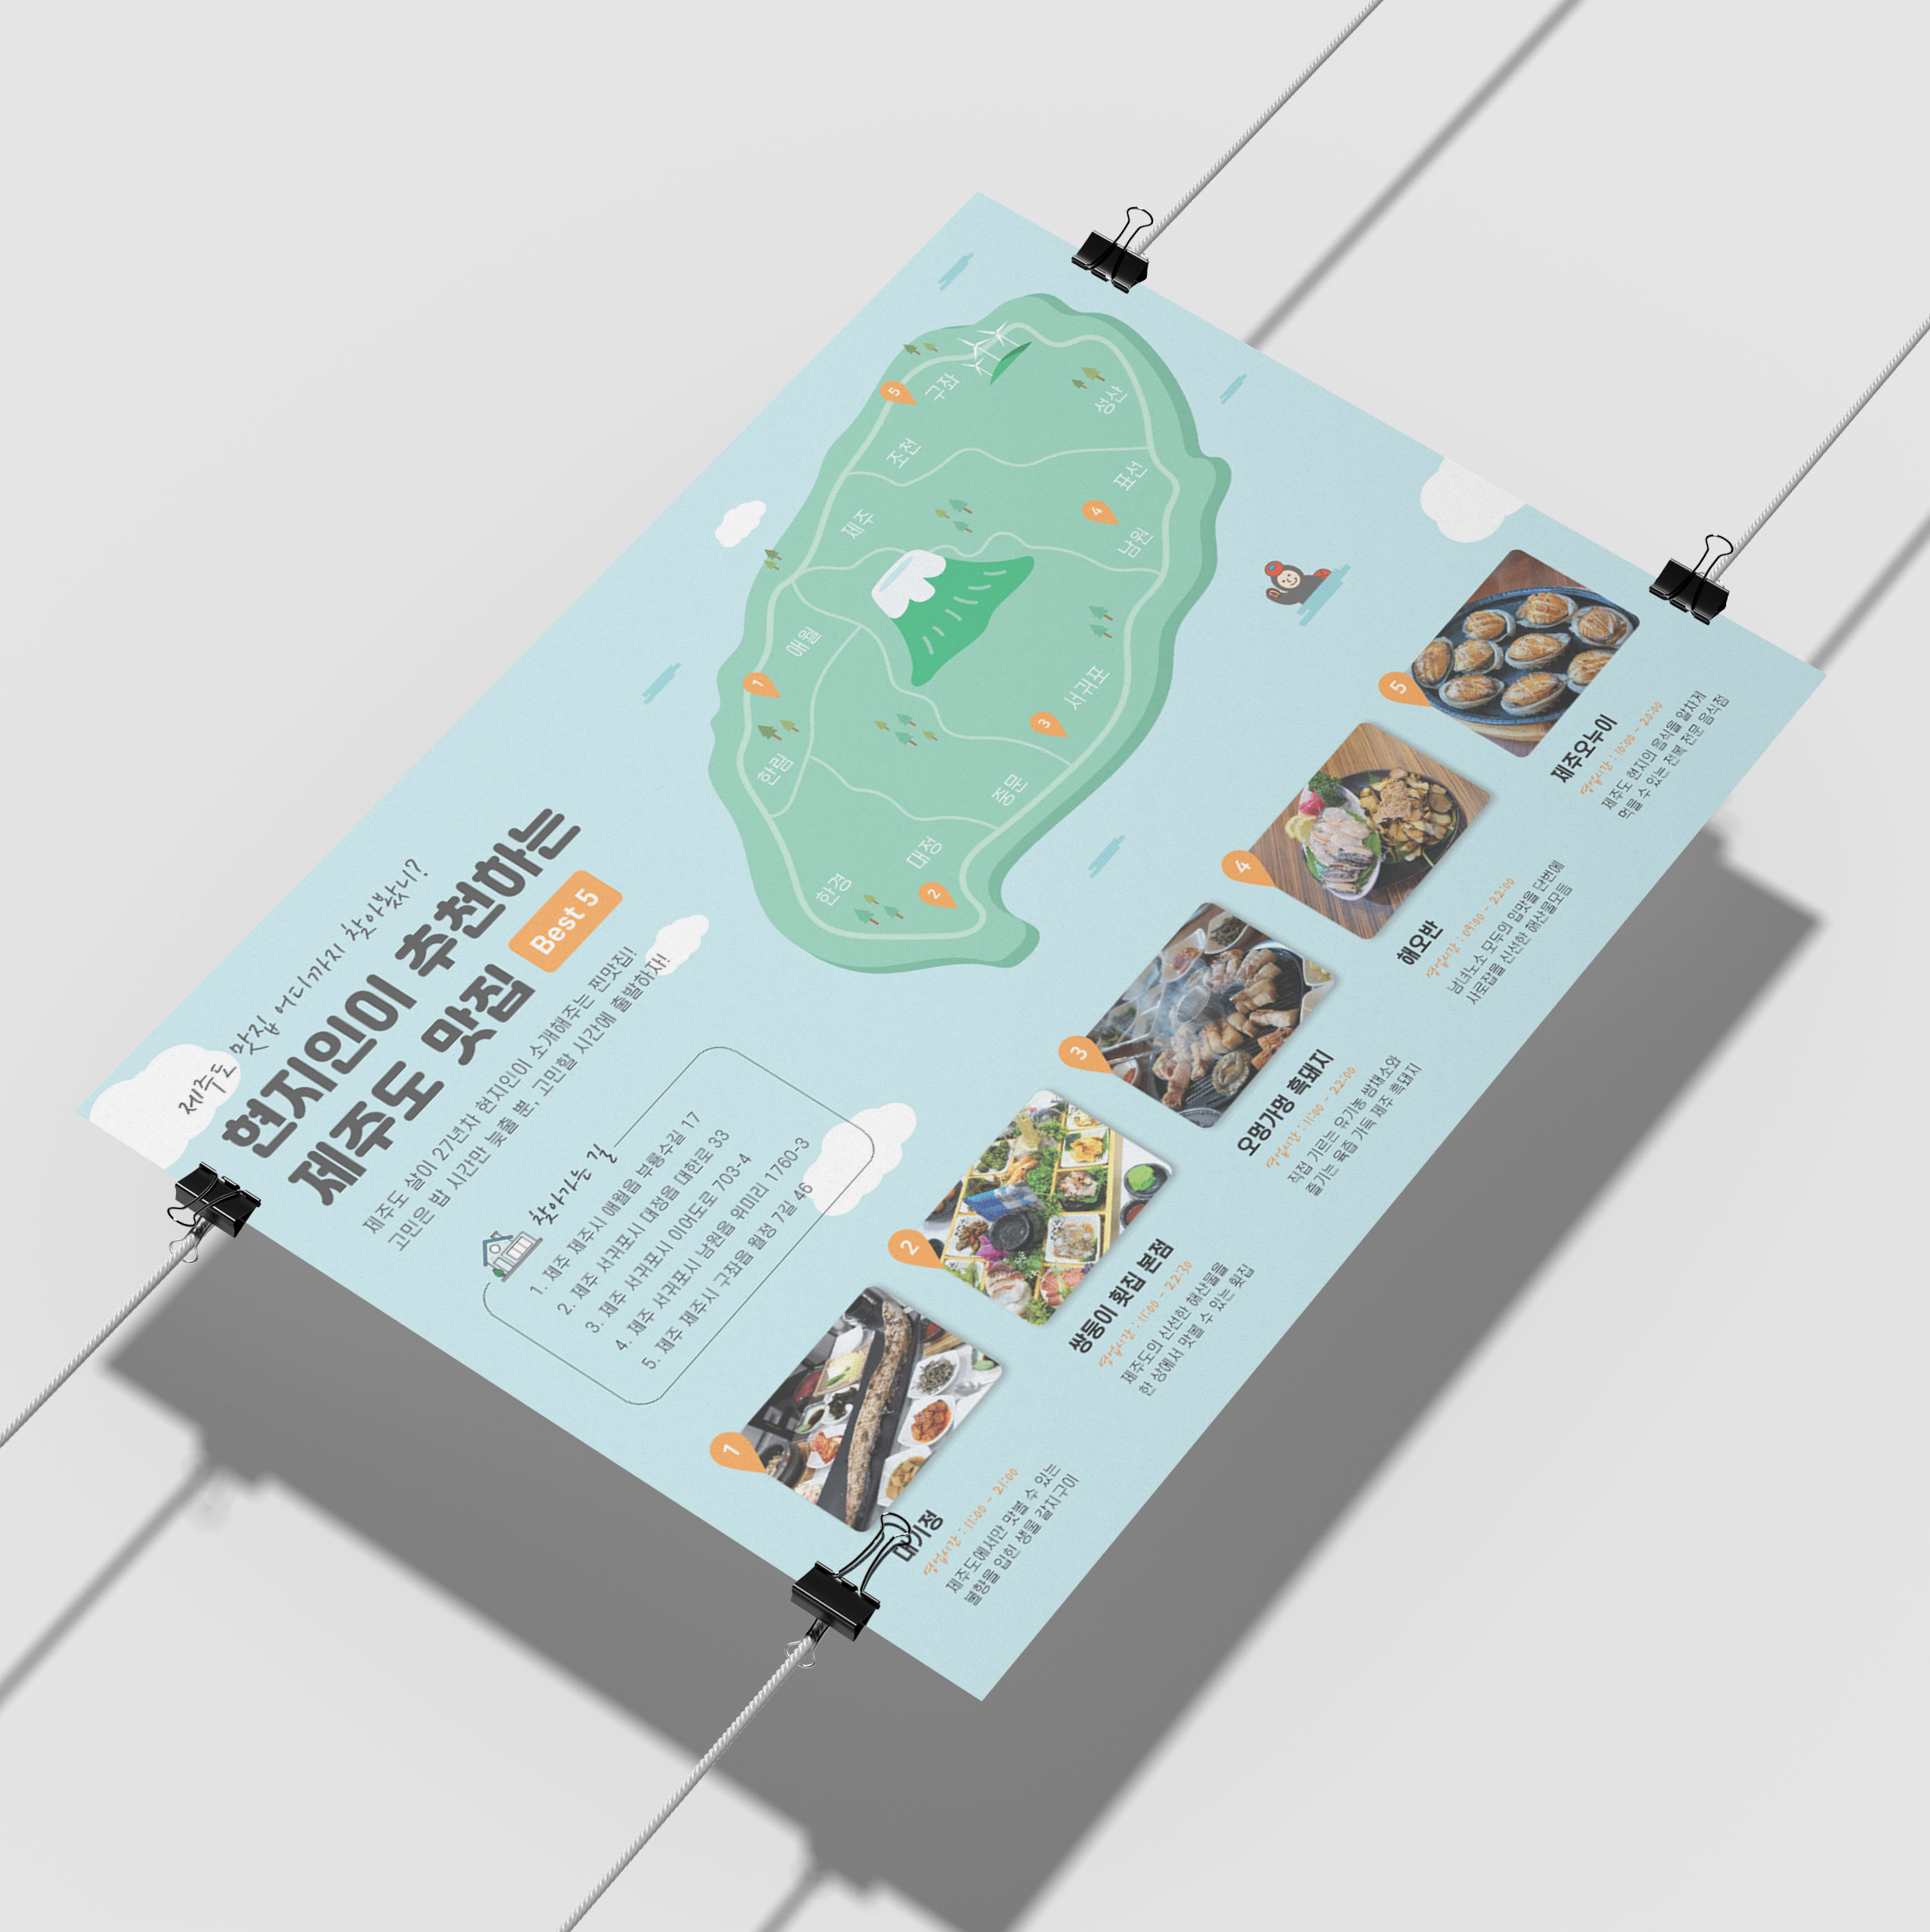 제주도 맛집 어디까지 찾아봤니?
현지인이 추천하는
제주도 맛집 Best 5
제주도 살이 27년차 현지인이 소개해주는 찐맛집!
고민은 밥 시간만 늦출 뿐, 고민할 시간에 출발하자!
찾아가는 길
1. 제주 제주시 애월읍 부룡수길 17
2. 제주 서귀포시 대정읍 대한로 33
3. 제주 서귀포시 이어도로 703-4
4. 제주 서귀포시 남원읍 위미리 1760-3
5. 제주 제주시 구좌읍 월정 7길 46
5
구좌
성산
조천
표선
4
제주
남원
애월
1
서귀포
3
한림
중문
대정
2
한경
1
대기정
영업시간 : 11:00 - 21:00
제주도에서만 맛볼 수 있는
불향을 입힌 생물 갈치구이
2
쌍둥이 횟집 본점
영업시간 : 11:00 - 22:30
제주도의 신선한 해산물을
한 상에서 맛볼 수 있는 횟집
3
오멍가멍 흑돼지
영업시간 : 11:00 - 22:00
직접 기르는 유기농 쌈채소와
즐기는 육즙 가득 제주 흑돼지
4
해오반
영업시간 : 09:00 - 22:00
남녀노소 모두의 입맛을 단번에
사로잡을 신선한 해산물모듬
5
제주오누이
영업시간 : 10:00 - 20:00
제주도 현지의 음식을 알차게
먹을 수 있는 전복 전문 음식점